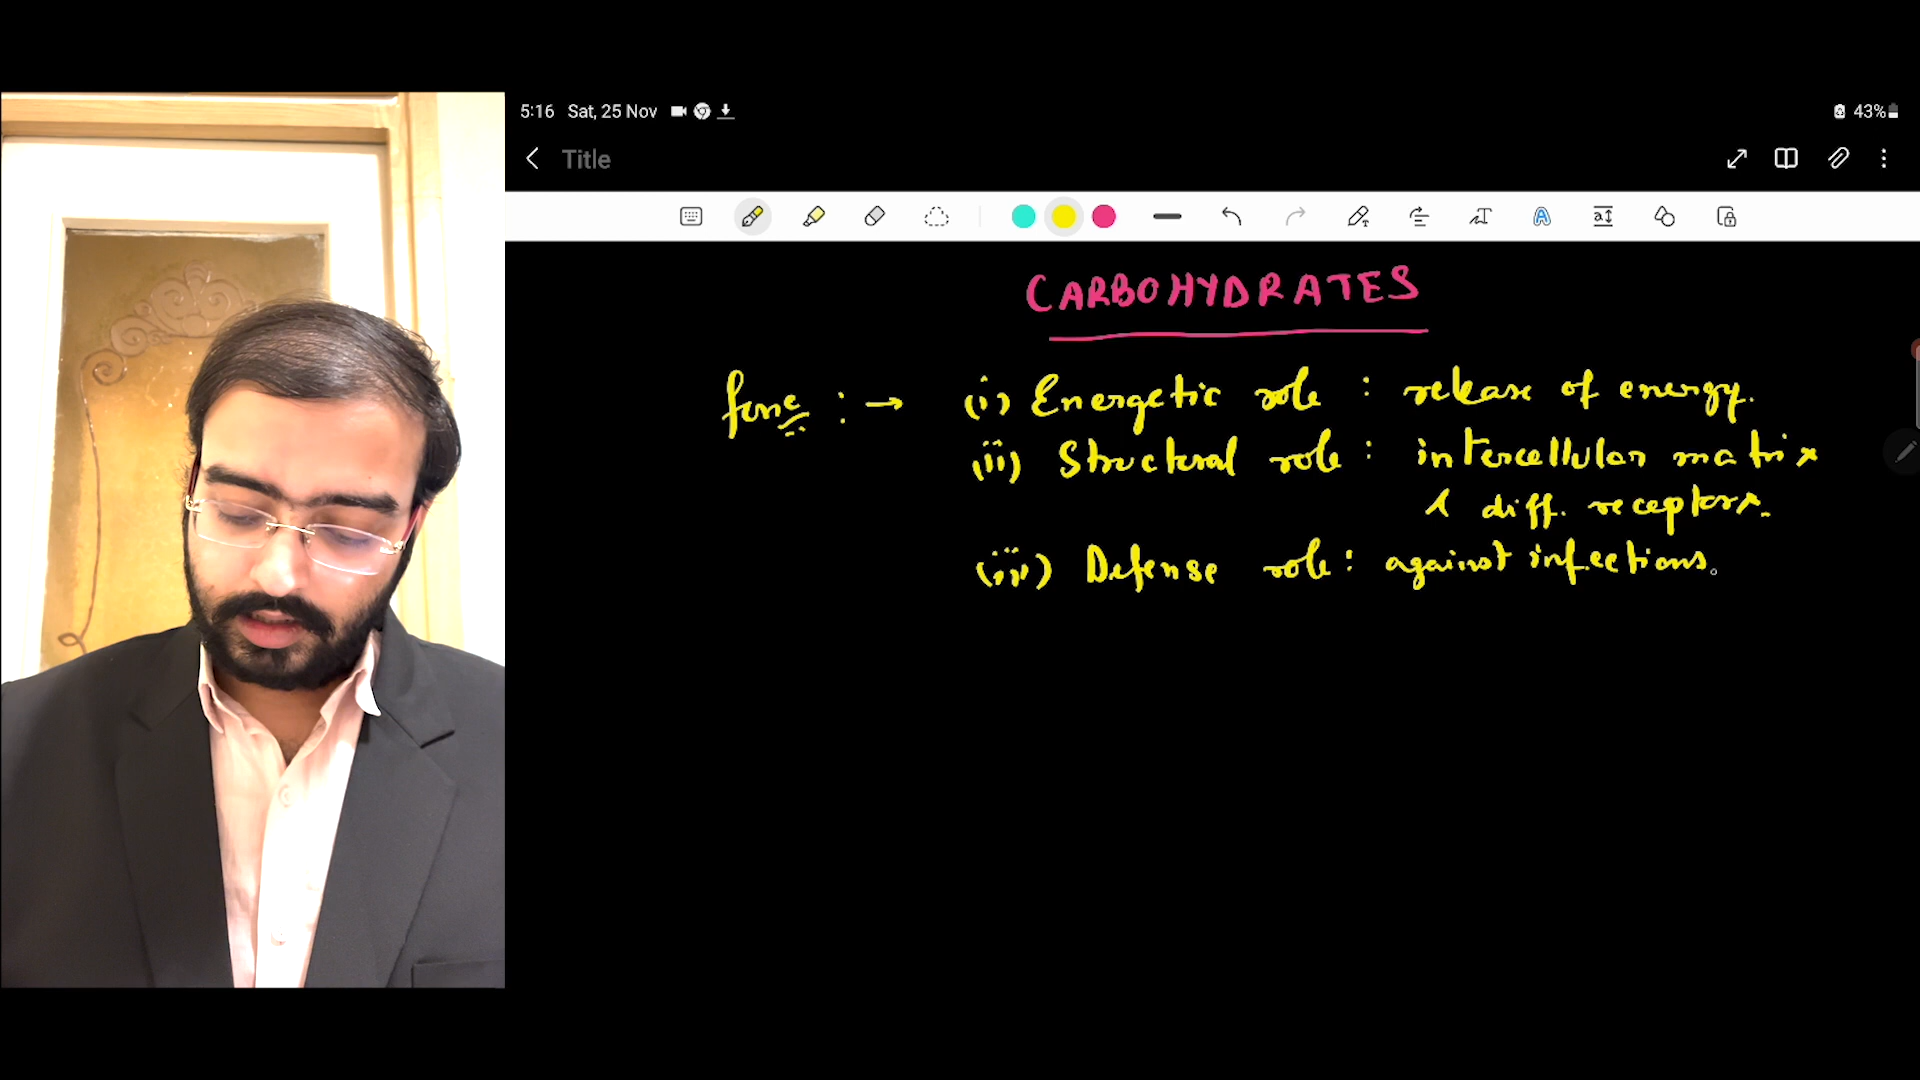 5:16 Sat, 25 Nov 43%
Title
CARBOHYDRATES
func : → (i) Energetic role : release of energy.
(ii) Structural role : intercellular matrix
& diff. receptors.
(iii) Defense role : against infections.